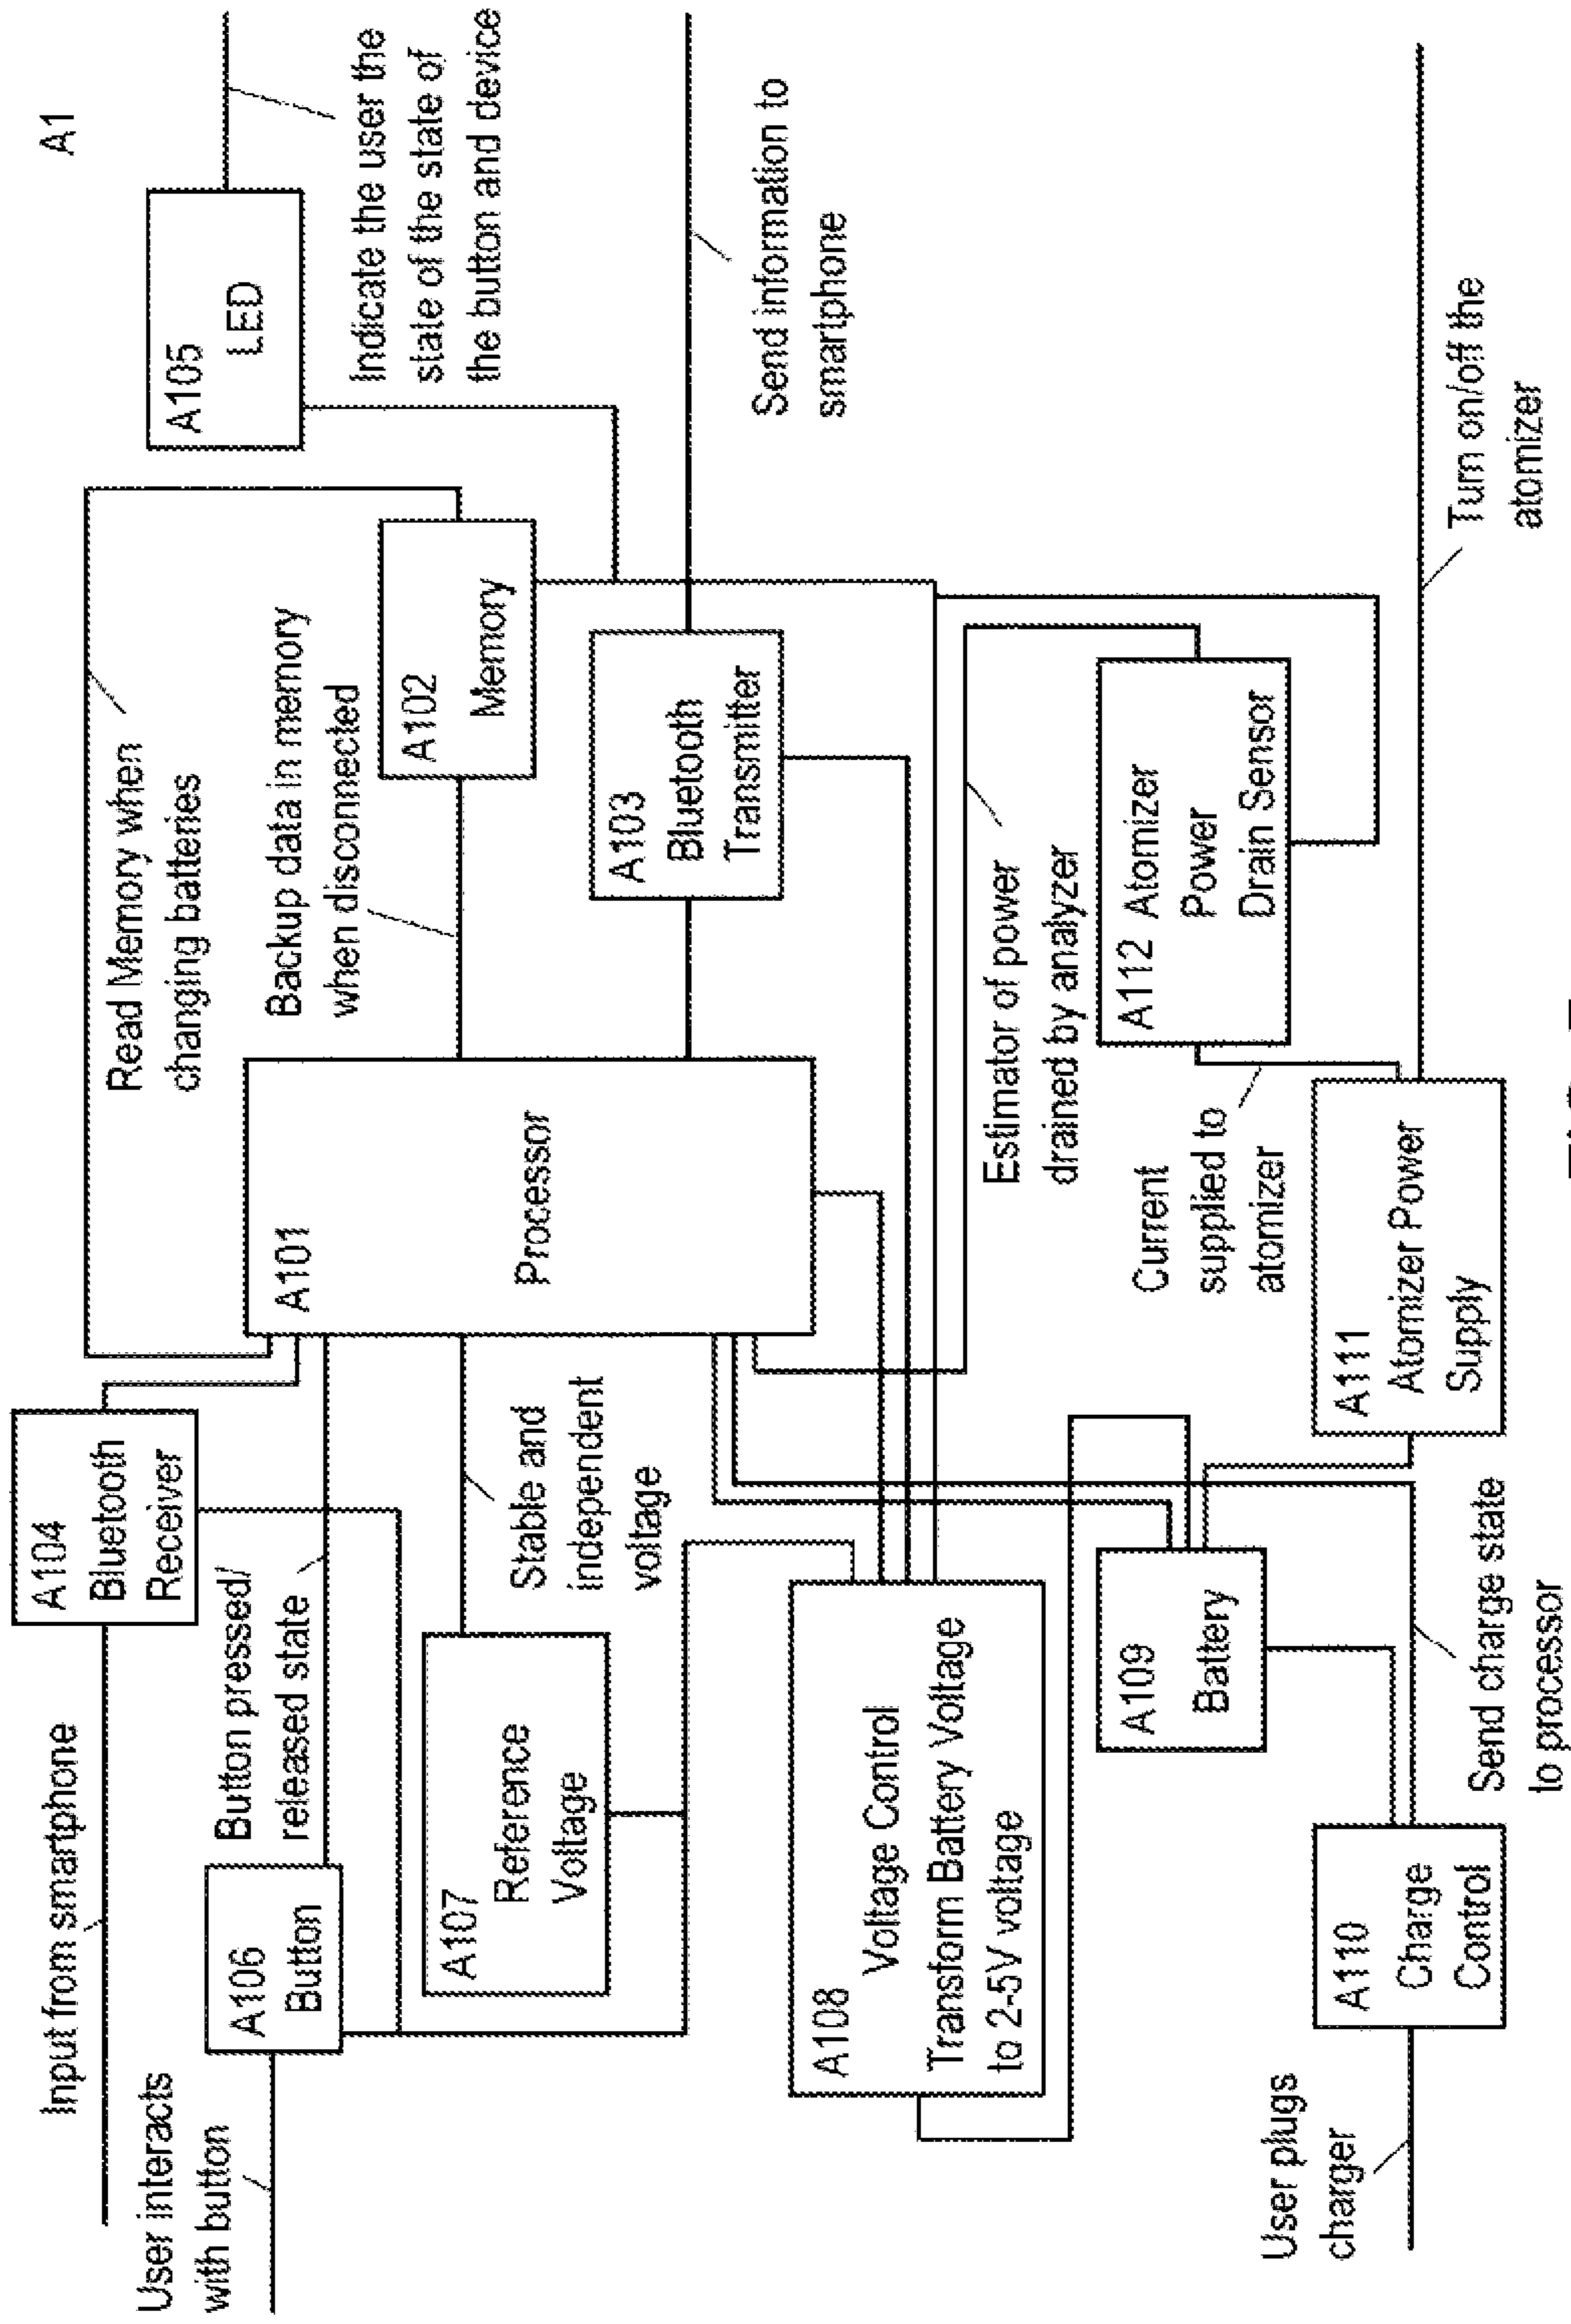 A1
Input from smartphone
A104
Bluetooth
Receiver
Read Memory when
changing batteries
A105
LED
Indicate the user the
state of the state of
the button and device
User interacts
with button
A106
Button
Button pressed/
released state
A101
Processor
Backup data in memory
when disconnected
A102
Memory
A107
Reference
Voltage
Stable and
independent
voltage
A103
Bluetooth
Transmitter
Send information to
smartphone
A108
Voltage Control
Transform Battery Voltage
to 2-5V voltage
Estimator of power
drained by analyzer
A109
Battery
Current
supplied to
atomizer
A112 Atomizer
Power
Drain Sensor
User plugs
charger
A110
Charge
Control
Send charge state
to processor
A111
Atomizer Power
Supply
Turn on/off the
atomizer